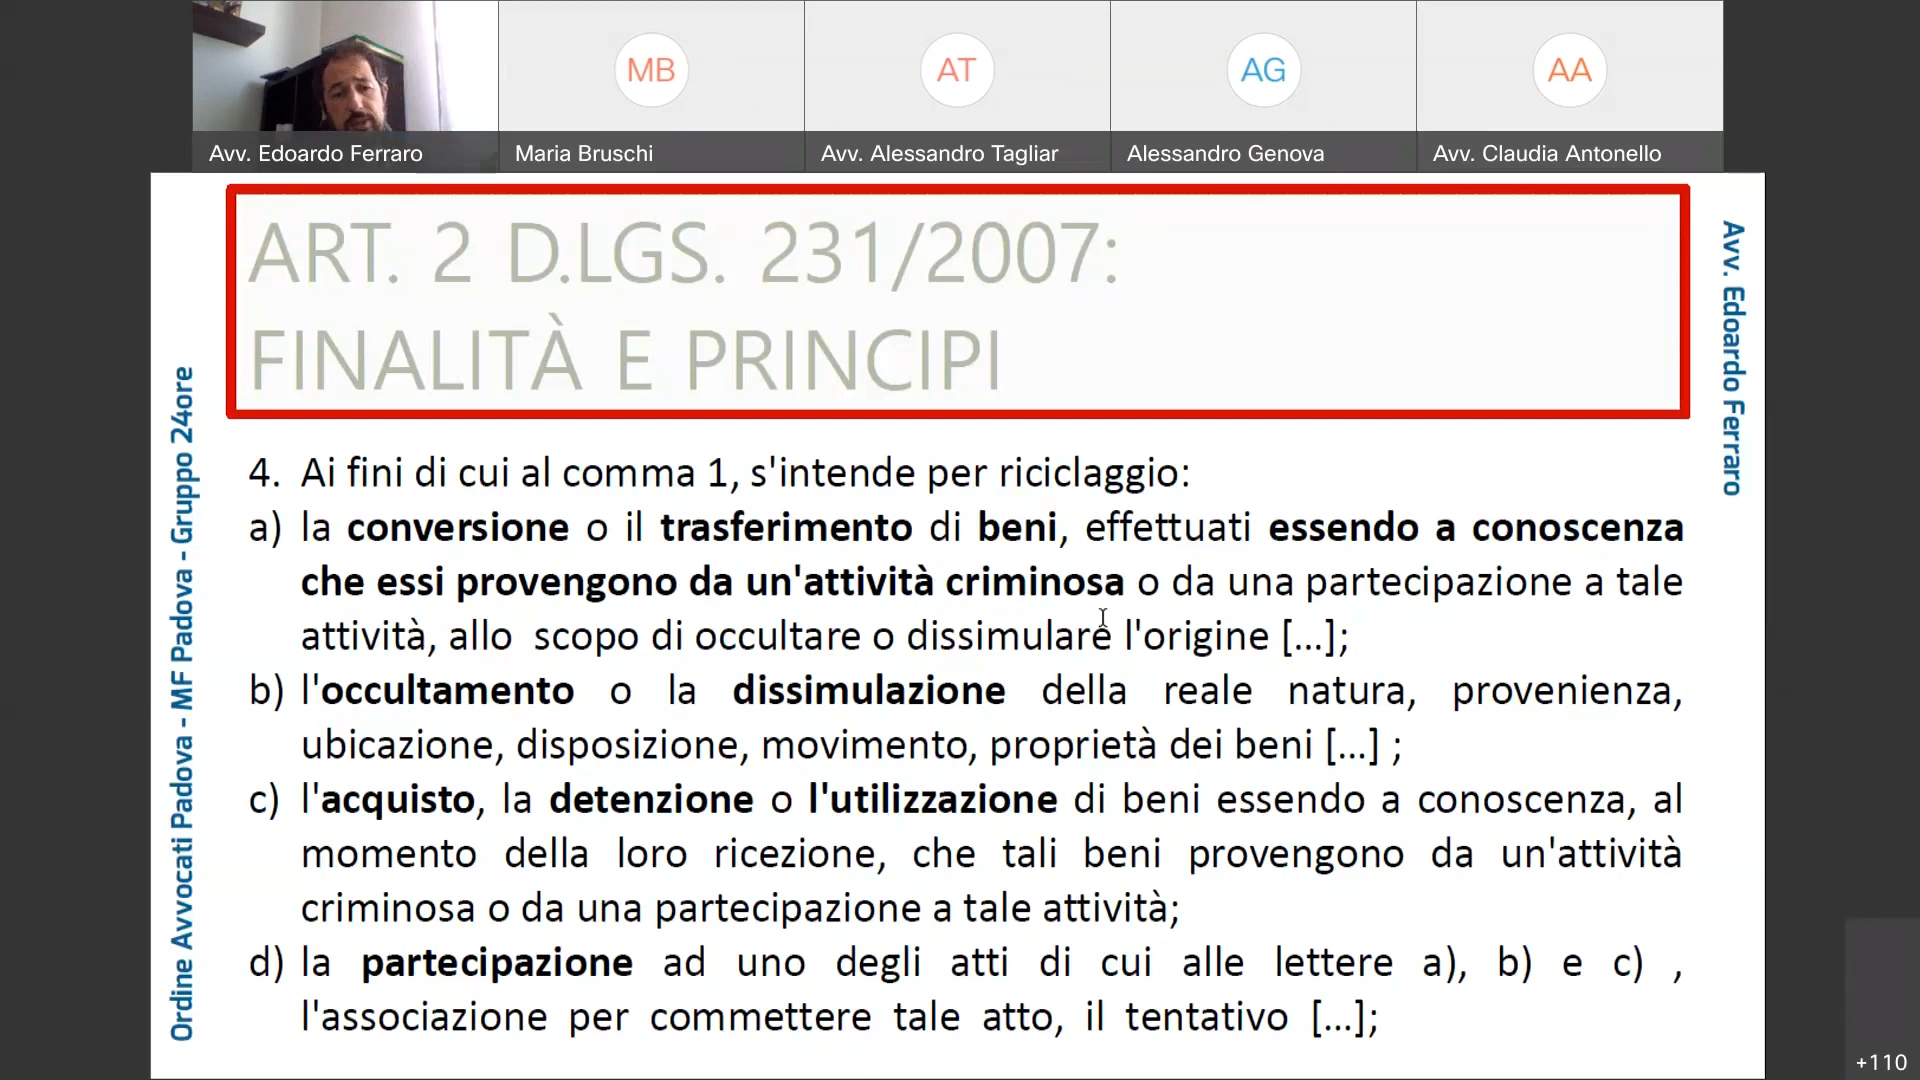 MB
AT
AG
AA
Avv. Edoardo Ferraro
Maria Bruschi
Avv. Alessandro Tagliar
Alessandro Genova
Avv. Claudia Antonello
ART. 2 D.LGS. 231/2007:
FINALITÀ E PRINCIPI
Ordine Avvocati Padova - MF Padova - Gruppo 24ore
Avv. Edoardo Ferraro
4. Ai fini di cui al comma 1, s'intende per riciclaggio:
a) la conversione o il trasferimento di beni, effettuati essendo a conoscenza
che essi provengono da un'attività criminosa o da una partecipazione a tale
attività, allo scopo di occultare o dissimulare l'origine [...];
b) l'occultamento o la dissimulazione della reale natura, provenienza,
ubicazione, disposizione, movimento, proprietà dei beni [...] ;
c) l'acquisto, la detenzione o l'utilizzazione di beni essendo a conoscenza, al
momento della loro ricezione, che tali beni provengono da un'attività
criminosa o da una partecipazione a tale attività;
d) la partecipazione ad uno degli atti di cui alle lettere a), b) e c) ,
l'associazione per commettere tale atto, il tentativo [...];
+110